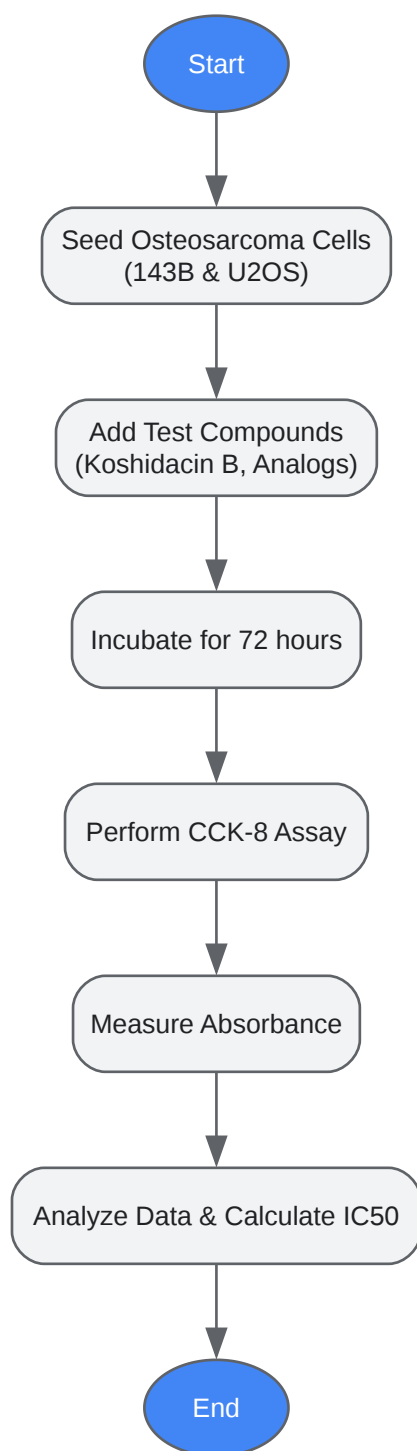 Start
Seed Osteosarcoma Cells
(143B & U2OS)
Add Test Compounds
(Koshidacin B, Analogs)
Incubate for 72 hours
Perform CCK-8 Assay
Measure Absorbance
Analyze Data & Calculate IC50
End